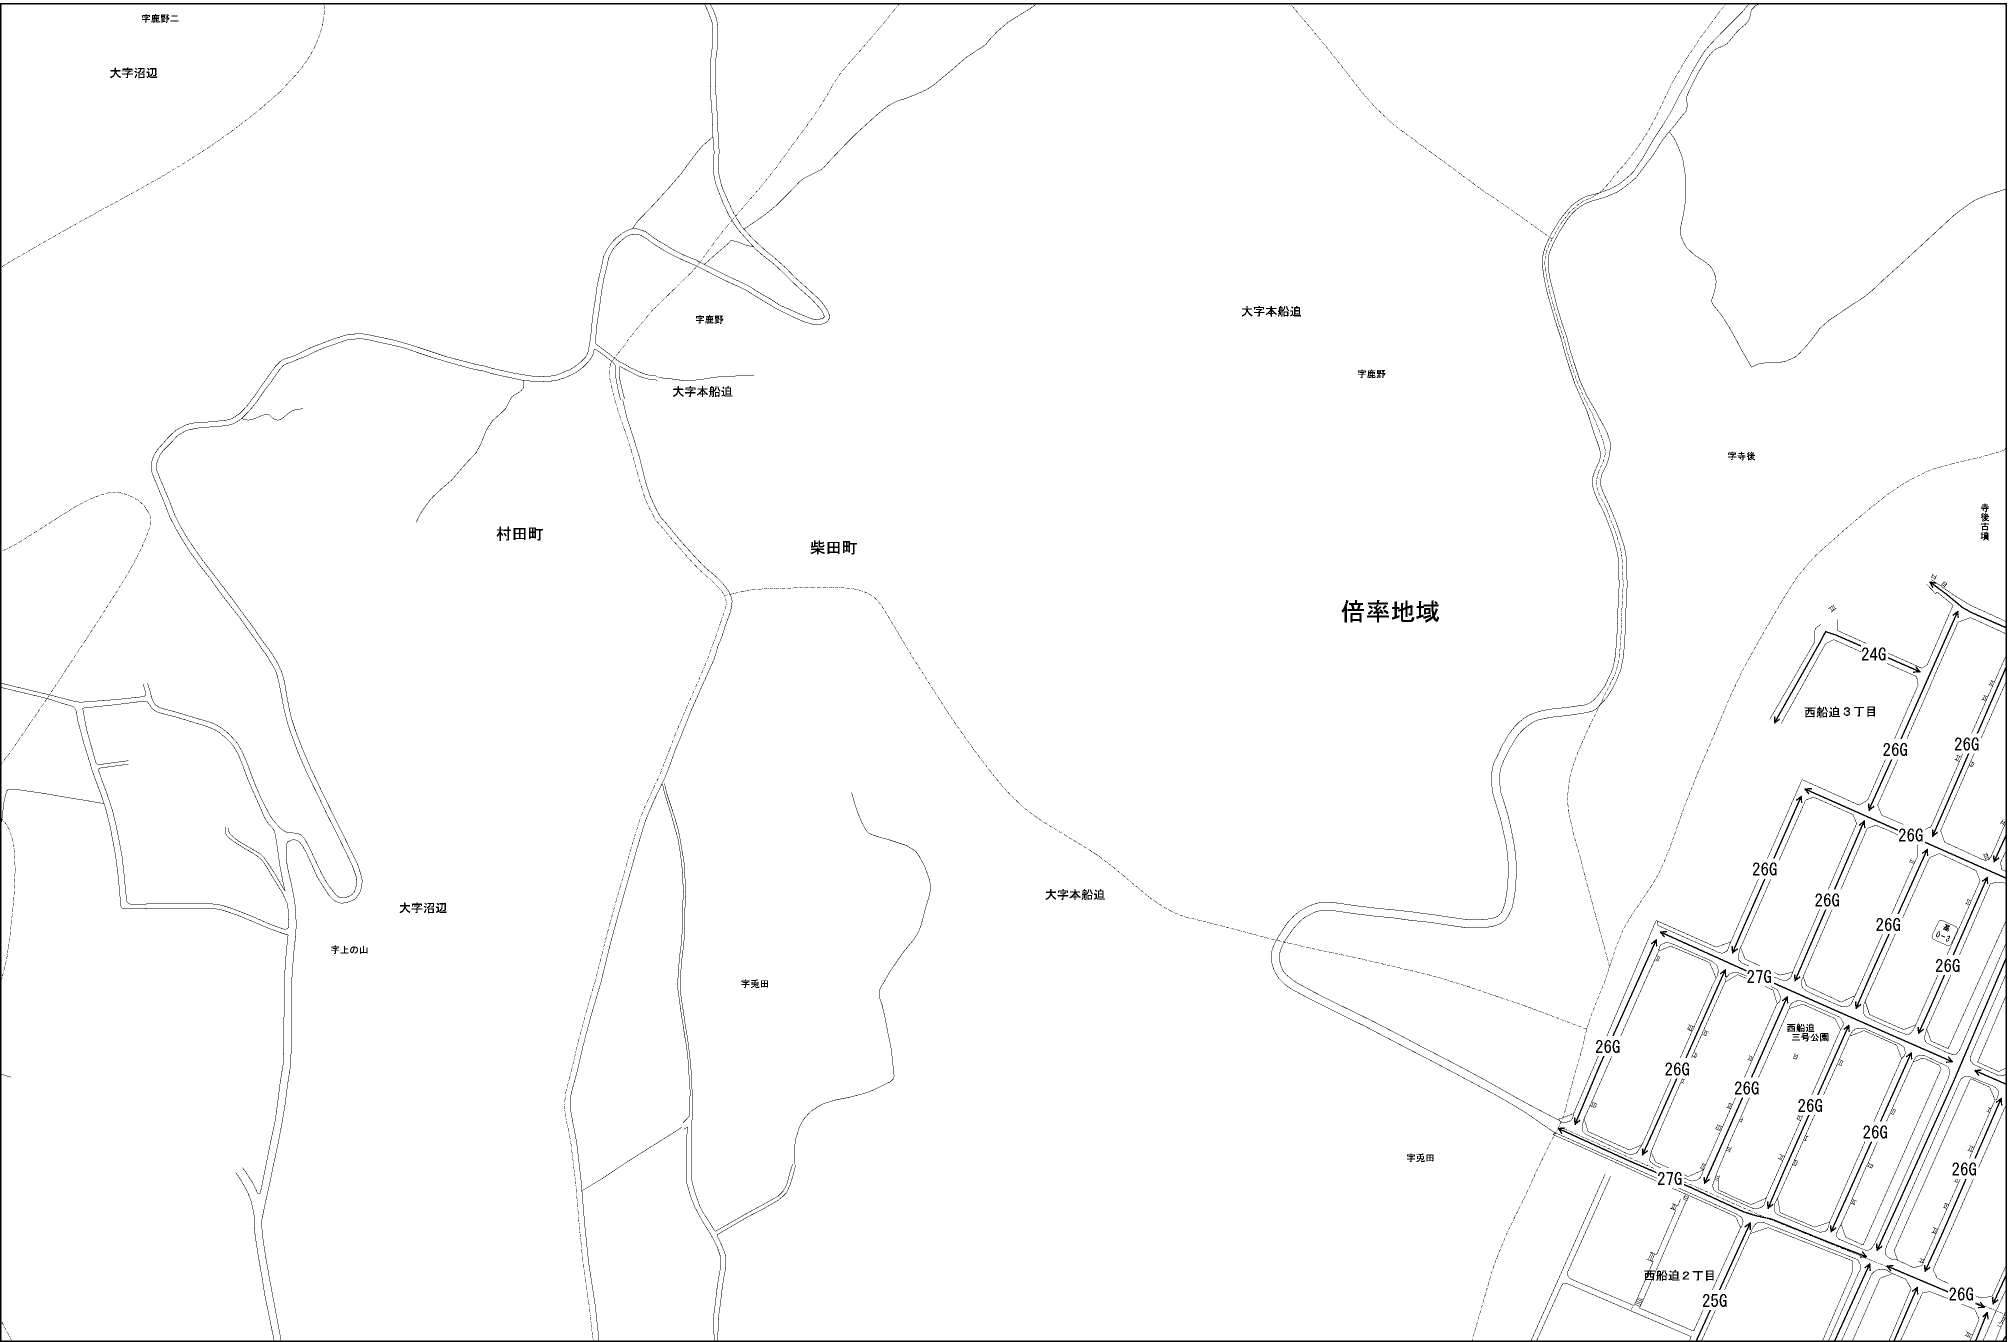 字鹿野二
大字沼辺
大字本船迫
字鹿野
字鹿野
大字本船迫
字寺後
寺後古墳
村田町
柴田町
倍率地域
24G
西船迫３丁目
26G
26G
26G
26G
26G
大字本船迫
大字沼辺
26G
字上の山
26G
27G
字兎田
西船迫
三号公園
26G
26G
26G
26G
26G
字兎田
26G
27G
西船迫２丁目
26G
25G